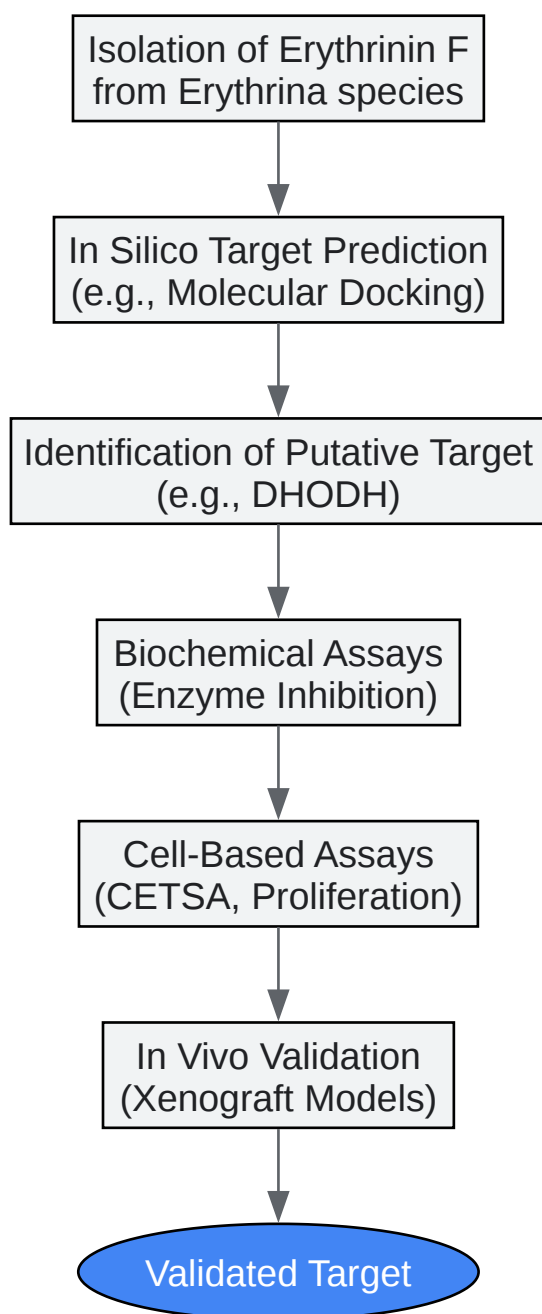 Isolation of Erythrinin F
from Erythrina species
In Silico Target Prediction
(e.g., Molecular Docking)
Identification of Putative Target
(e.g., DHODH)
Biochemical Assays
(Enzyme Inhibition)
Cell-Based Assays
(CETSA, Proliferation)
In Vivo Validation
(Xenograft Models)
Validated Target